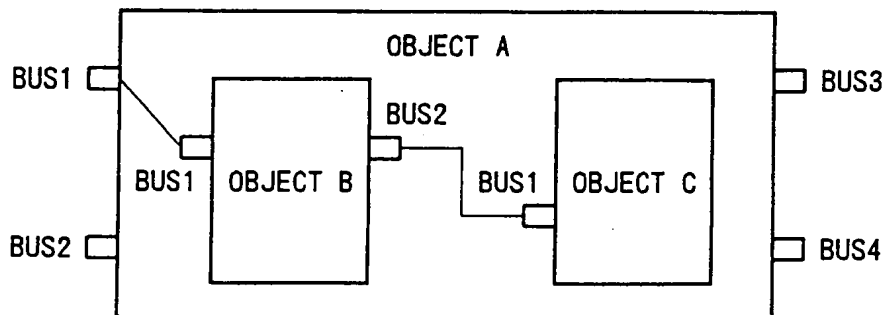 OBJECT A
BUS1
BUS3
BUS2
BUS1
OBJECT B
BUS1
OBJECT C
BUS2
BUS4